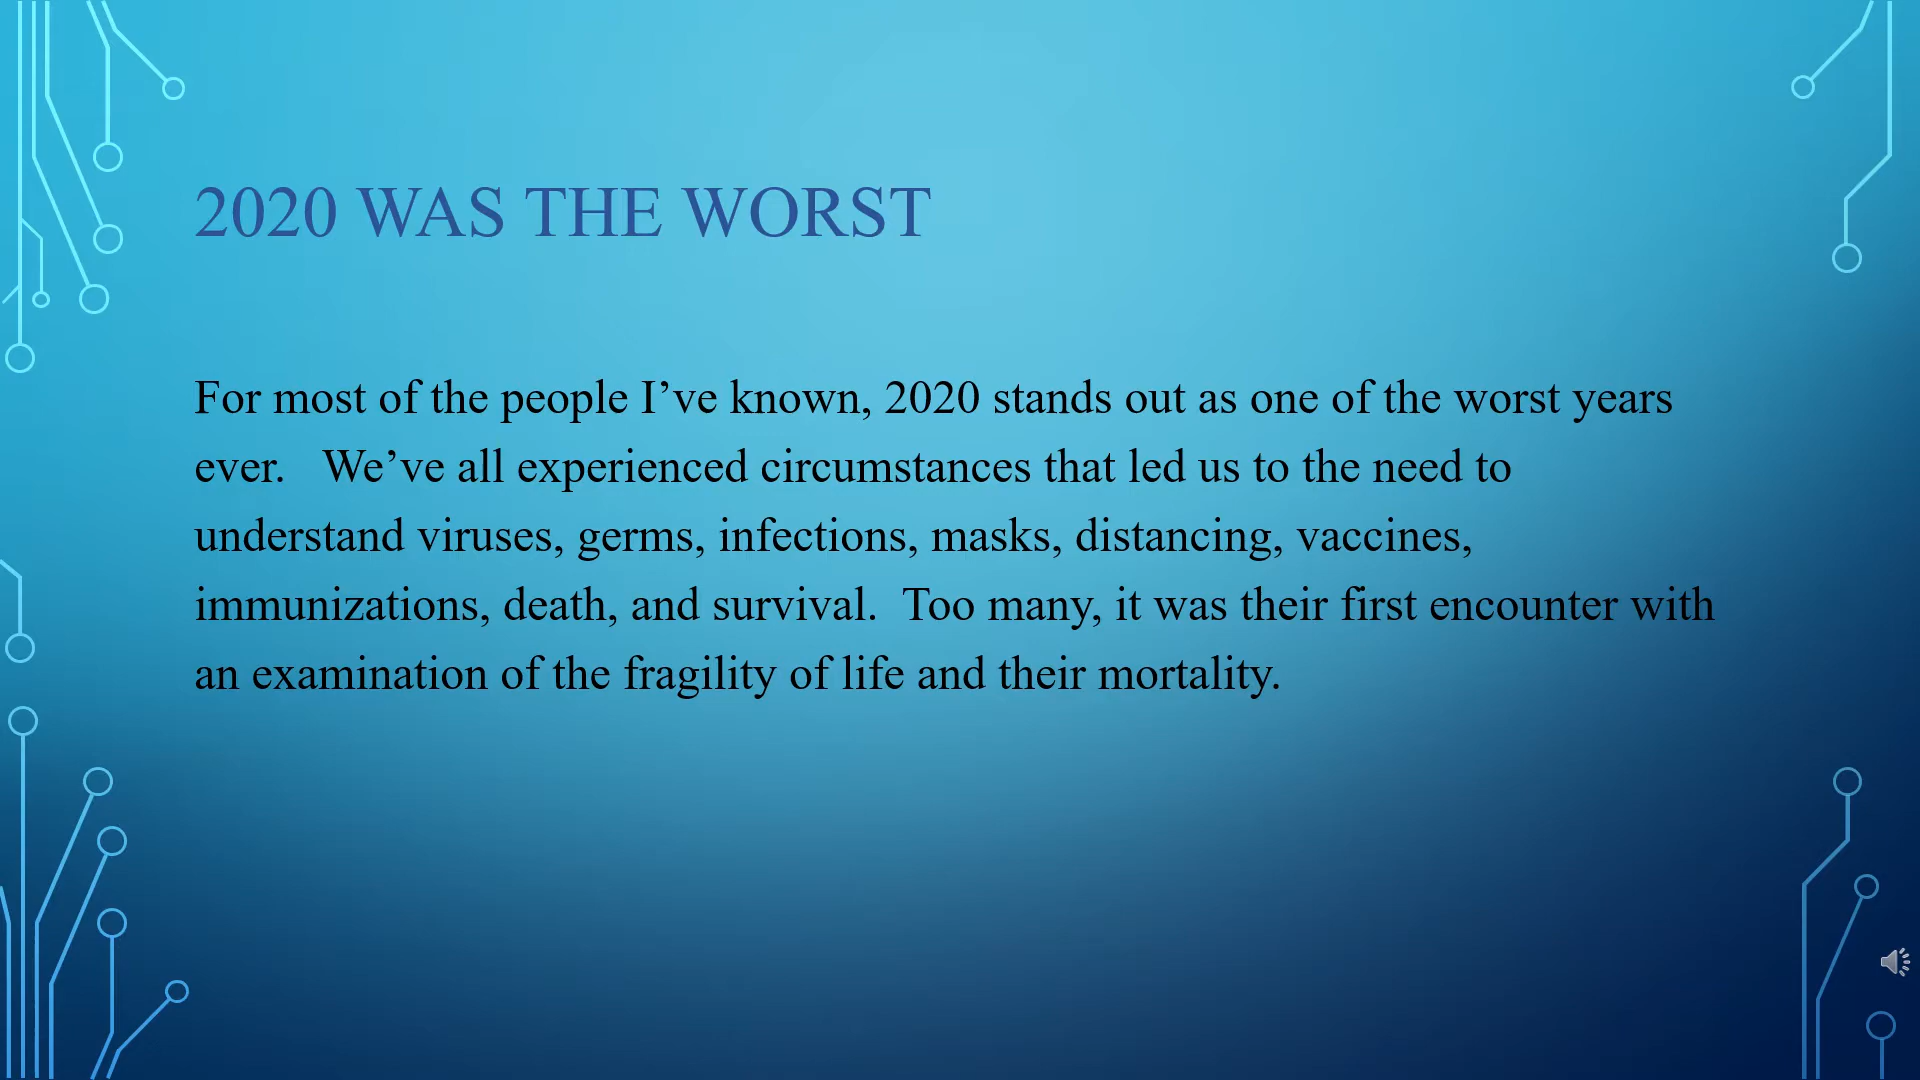 2020 WAS THE WORST
For most of the people I’ve known, 2020 stands out as one of the worst years
ever.   We’ve all experienced circumstances that led us to the need to
understand viruses, germs, infections, masks, distancing, vaccines,
immunizations, death, and survival.  Too many, it was their first encounter with
an examination of the fragility of life and their mortality.